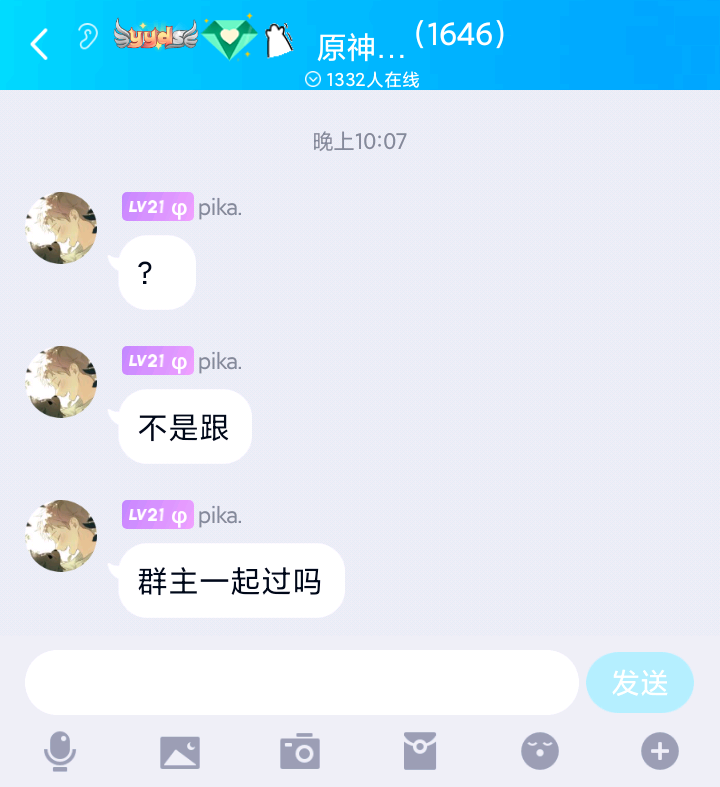 yyds
原神...(1646)
1332人在线
晚上10:07
LV21 φ pika.
?
LV21 φ pika.
不是跟
LV21 φ pika.
群主一起过吗
发送